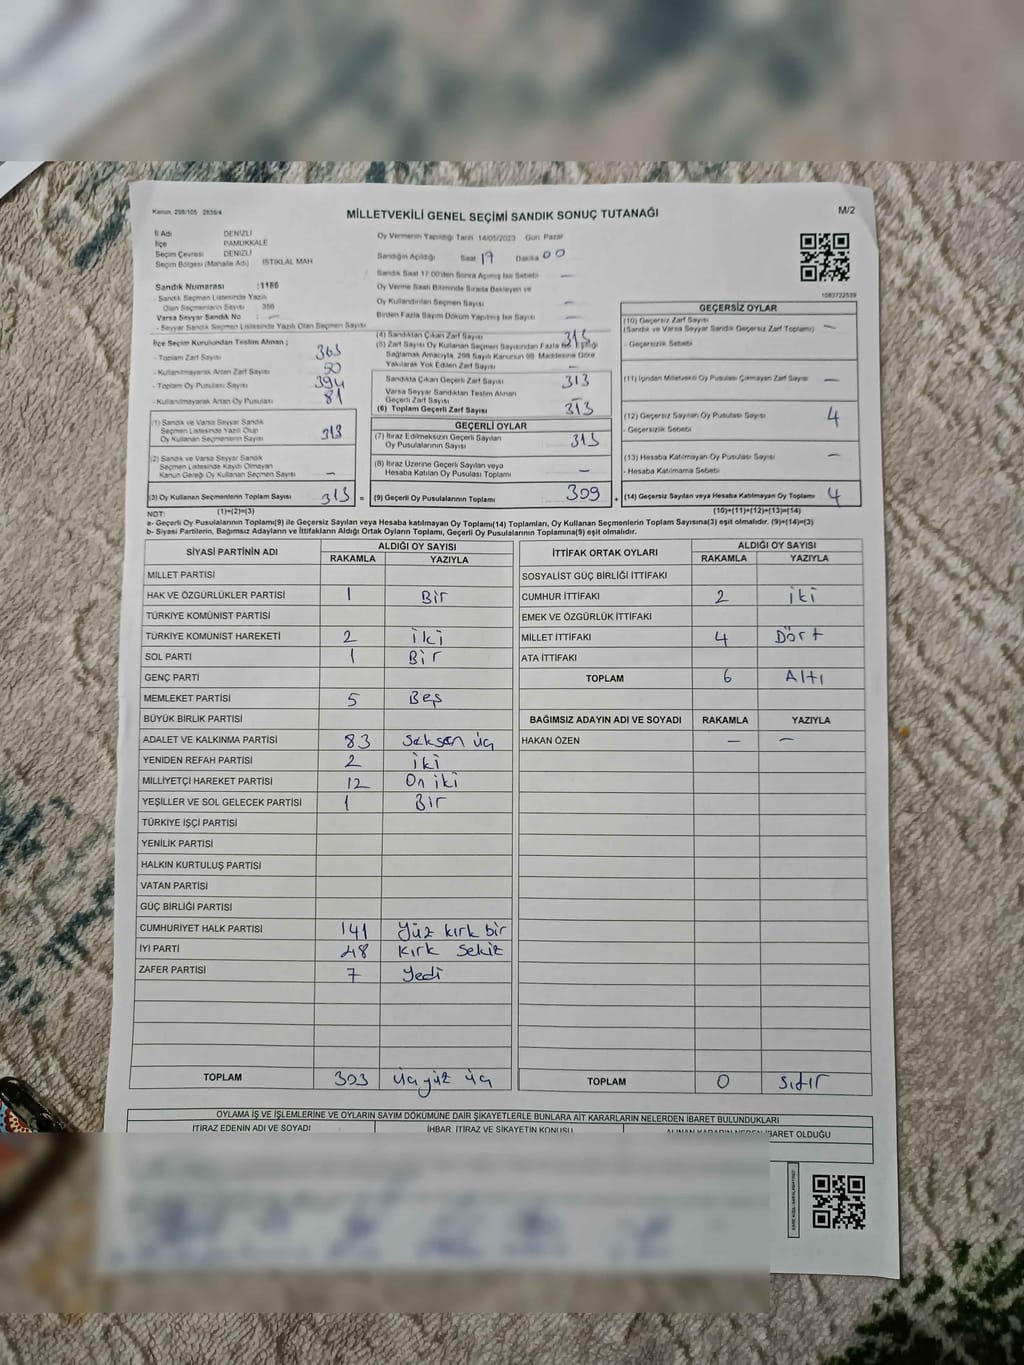 Kanun. 298/105 2839/4
MİLLETVEKİLİ GENEL SEÇİMİ SANDIK SONUÇ TUTANAĞI
M/2
İl Adı DENİZLİ
İlçe PAMUKKALE
Seçim Çevresi DENİZLİ
Seçim Bölgesi (Mahalle Adı) İSTİKLAL MAH
Oy Vermenin Yapıldığı Tarih 14/05/2023 Gün Pazar
Sandığın Açıldığı Saat 17 Dakika 00
Sandık Saat 17:00'den Sonra Açılmış İse Sebebi —
Oy Verme Saati Bitiminde Sırada Bekleyen ve
Oy Kullandırılan Seçmen Sayısı —
Birden Fazla Sayım Döküm Yapılmış İse Sayısı —
1083722539
Sandık Numarası :1186
- Sandık Seçmen Listesinde Yazılı
Olan Seçmenlerin Sayısı 356
Varsa Seyyar Sandık No : —
- Seyyar Sandık Seçmen Listesinde Yazılı Olan Seçmen Sayısı
İlçe Seçim Kurulundan Teslim Alınan ;
- Toplam Zarf Sayısı 363
- Kullanılmayarak Artan Zarf Sayısı 50
- Toplam Oy Pusulası Sayısı 394
- Kullanılmayarak Artan Oy Pusulası 81
(1) Sandık ve Varsa Seyyar Sandık
Seçmen Listesinde Yazılı Olup
Oy Kullanan Seçmenlerin Sayısı 313
(2) Sandık ve Varsa Seyyar Sandık
Seçmen Listesinde Kaydı Olmayan
Kanun Gereği Oy Kullanan Seçmen Sayısı —
(3) Oy Kullanan Seçmenlerin Toplam Sayısı 313
(1)+(2)=(3)
(4) Sandıktan Çıkan Zarf Sayısı 313
(5) Zarf Sayısı Oy Kullanan Seçmen Sayısından Fazla İse, Eşitliği
Sağlamak Amacıyla, 298 Sayılı Kanunun 98. Maddesine Göre
Yakılarak Yok Edilen Zarf Sayısı —
Sandıkta Çıkan Geçerli Zarf Sayısı 313
Varsa Seyyar Sandıktan Teslim Alınan
Geçerli Zarf Sayısı —
(6) Toplam Geçerli Zarf Sayısı 313
GEÇERLİ OYLAR
(7) İtiraz Edilmeksizin Geçerli Sayılan
Oy Pusulalarının Sayısı 313
(8) İtiraz Üzerine Geçerli Sayılan veya
Hesaba Katılan Oy Pusulası Toplamı —
= (9) Geçerli Oy Pusulalarının Toplamı 309
GEÇERSİZ OYLAR
(10) Geçersiz Zarf Sayısı
(Sandık ve Varsa Seyyar Sandık Geçersiz Zarf Toplamı) —
- Geçersizlik Sebebi
(11) İçinden Milletvekili Oy Pusulası Çıkmayan Zarf Sayısı —
(12) Geçersiz Sayılan Oy Pusulası Sayısı 4
- Geçersizlik Sebebi
(13) Hesaba Katılmayan Oy Pusulası Sayısı —
- Hesaba Katılmama Sebebi
+ (14) Geçersiz Sayılan veya Hesaba Katılmayan Oy Toplamı 4
(10)+(11)+(12)+(13)=(14)
NOT:
a- Geçerli Oy Pusulalarının Toplamı(9) ile Geçersiz Sayılan veya Hesaba katılmayan Oy Toplam(14) Toplamları, Oy Kullanan Seçmenlerin Toplam Sayısına(3) eşit olmalıdır. (9)+(14)=(3)
b- Siyasi Partilerin, Bağımsız Adayların ve İttifakların Aldığı Ortak Oyların Toplamı, Geçerli Oy Pusulalarının Toplamına(9) eşit olmalıdır.
SİYASİ PARTİNİN ADI ALDIĞI OY SAYISI
RAKAMLA YAZIYLA
MİLLET PARTİSİ
HAK VE ÖZGÜRLÜKLER PARTİSİ 1 Bir
TÜRKİYE KOMÜNİST PARTİSİ
TÜRKİYE KOMÜNİST HAREKETİ 2 iki
SOL PARTİ 1 Bir
GENÇ PARTİ
MEMLEKET PARTİSİ 5 Beş
BÜYÜK BİRLİK PARTİSİ
ADALET VE KALKINMA PARTİSİ 83 Seksen üç
YENİDEN REFAH PARTİSİ 2 iki
MİLLİYETÇİ HAREKET PARTİSİ 12 On iki
YEŞİLLER VE SOL GELECEK PARTİSİ 1 Bir
TÜRKİYE İŞÇİ PARTİSİ
YENİLİK PARTİSİ
HALKIN KURTULUŞ PARTİSİ
VATAN PARTİSİ
GÜÇ BİRLİĞİ PARTİSİ
CUMHURİYET HALK PARTİSİ 141 Yüz kırk bir
İYİ PARTİ 48 Kırk Sekiz
ZAFER PARTİSİ 7 Yedi
TOPLAM 303 üçyüz üç
İTTİFAK ORTAK OYLARI ALDIĞI OY SAYISI
RAKAMLA YAZIYLA
SOSYALİST GÜÇ BİRLİĞİ İTTİFAKI
CUMHUR İTTİFAKI 2 iki
EMEK VE ÖZGÜRLÜK İTTİFAKI
MİLLET İTTİFAKI 4 Dört
ATA İTTİFAKI
TOPLAM 6 Altı
BAĞIMSIZ ADAYIN ADI VE SOYADI RAKAMLA YAZIYLA
HAKAN ÖZEN — —
TOPLAM 0 sıfır
OYLAMA İŞ VE İŞLEMLERİNE VE OYLARIN SAYIM DÖKÜMÜNE DAİR ŞİKAYETLERLE BUNLARA AİT KARARLARIN NELERDEN İBARET BULUNDUKLARI
İTİRAZ EDENİN ADI VE SOYADI İHBAR, İTİRAZ VE ŞİKAYETİN KONUSU ALINAN KARARIN NEDEN İBARET OLDUĞU